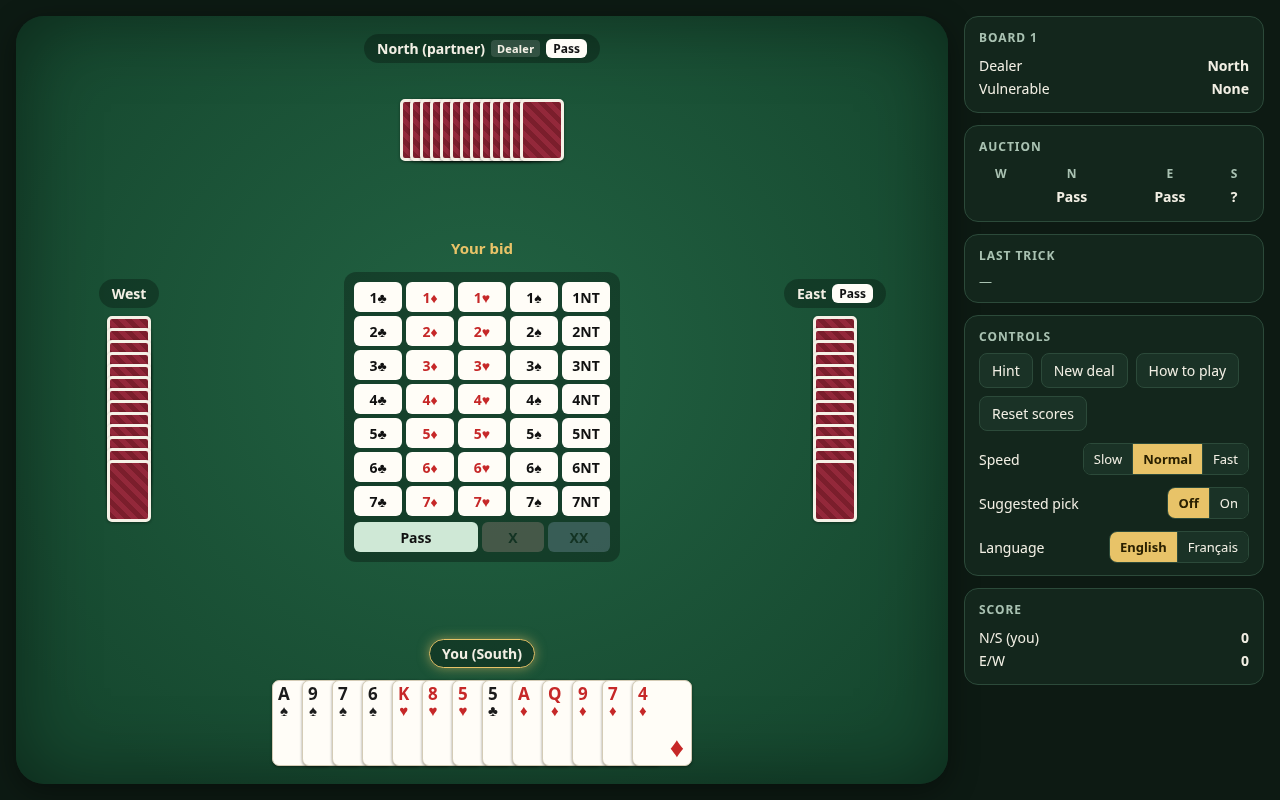 North (partner) Dealer Pass
Your bid
West
East Pass
1♣ 1♦ 1♥ 1♠ 1NT
2♣ 2♦ 2♥ 2♠ 2NT
3♣ 3♦ 3♥ 3♠ 3NT
4♣ 4♦ 4♥ 4♠ 4NT
5♣ 5♦ 5♥ 5♠ 5NT
6♣ 6♦ 6♥ 6♠ 6NT
7♣ 7♦ 7♥ 7♠ 7NT
Pass X XX
You (South)
A 9 7 6 K 8 5 5 A Q 9 7 4
♠ ♠ ♠ ♠ ♥ ♥ ♥ ♣ ♦ ♦ ♦ ♦ ♦
♦
BOARD 1
Dealer North
Vulnerable None
AUCTION
W N E S
Pass Pass ?
LAST TRICK
—
CONTROLS
Hint New deal How to play
Reset scores
Speed Slow Normal Fast
Suggested pick Off On
Language English Français
SCORE
N/S (you) 0
E/W 0